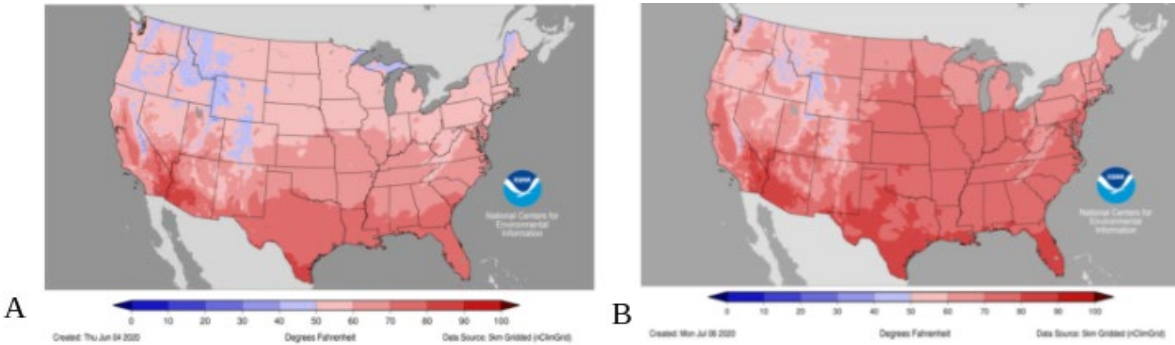 NOAA
National Centers for
Environmental
Information
0 10 20 30 40 50 60 70 80 90 100
Created: Thu Jun 04 2020 Degrees Fahrenheit Data Source: 5km Gridded (nClimGrid)
A
NOAA
National Centers for
Environmental
Information
0 10 20 30 40 50 60 70 80 90 100
Created: Mon Jul 06 2020 Degrees Fahrenheit Data Source: 5km Gridded (nClimGrid)
B